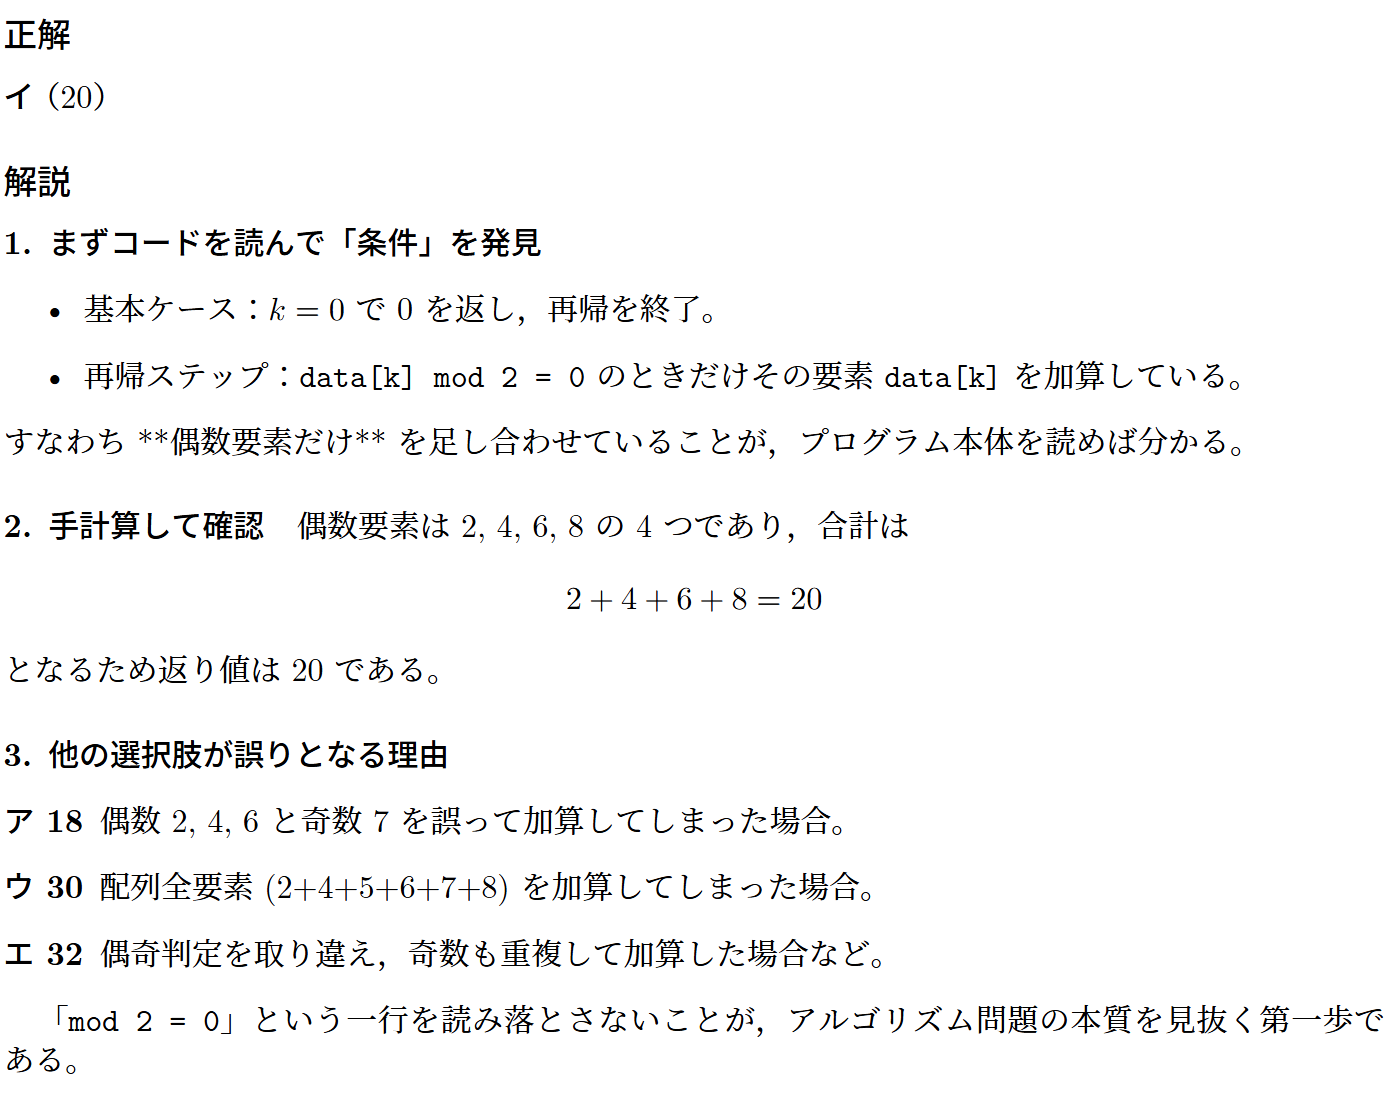 正解
イ（20）
解説
1. まずコードを読んで「条件」を発見
• 基本ケース：k = 0 で 0 を返し，再帰を終了。
• 再帰ステップ：data[k] mod 2 = 0 のときだけその要素 data[k] を加算している。
すなわち **偶数要素だけ** を足し合わせていることが，プログラム本体を読めば分かる。
2. 手計算して確認　偶数要素は 2, 4, 6, 8 の 4 つであり，合計は
2 + 4 + 6 + 8 = 20
となるため返り値は 20 である。
3. 他の選択肢が誤りとなる理由
ア 18 偶数 2, 4, 6 と奇数 7 を誤って加算してしまった場合。
ウ 30 配列全要素 (2+4+5+6+7+8) を加算してしまった場合。
エ 32 偶奇判定を取り違え，奇数も重複して加算した場合など。
「mod 2 = 0」という一行を読み落とさないことが，アルゴリズム問題の本質を見抜く第一歩で
ある。